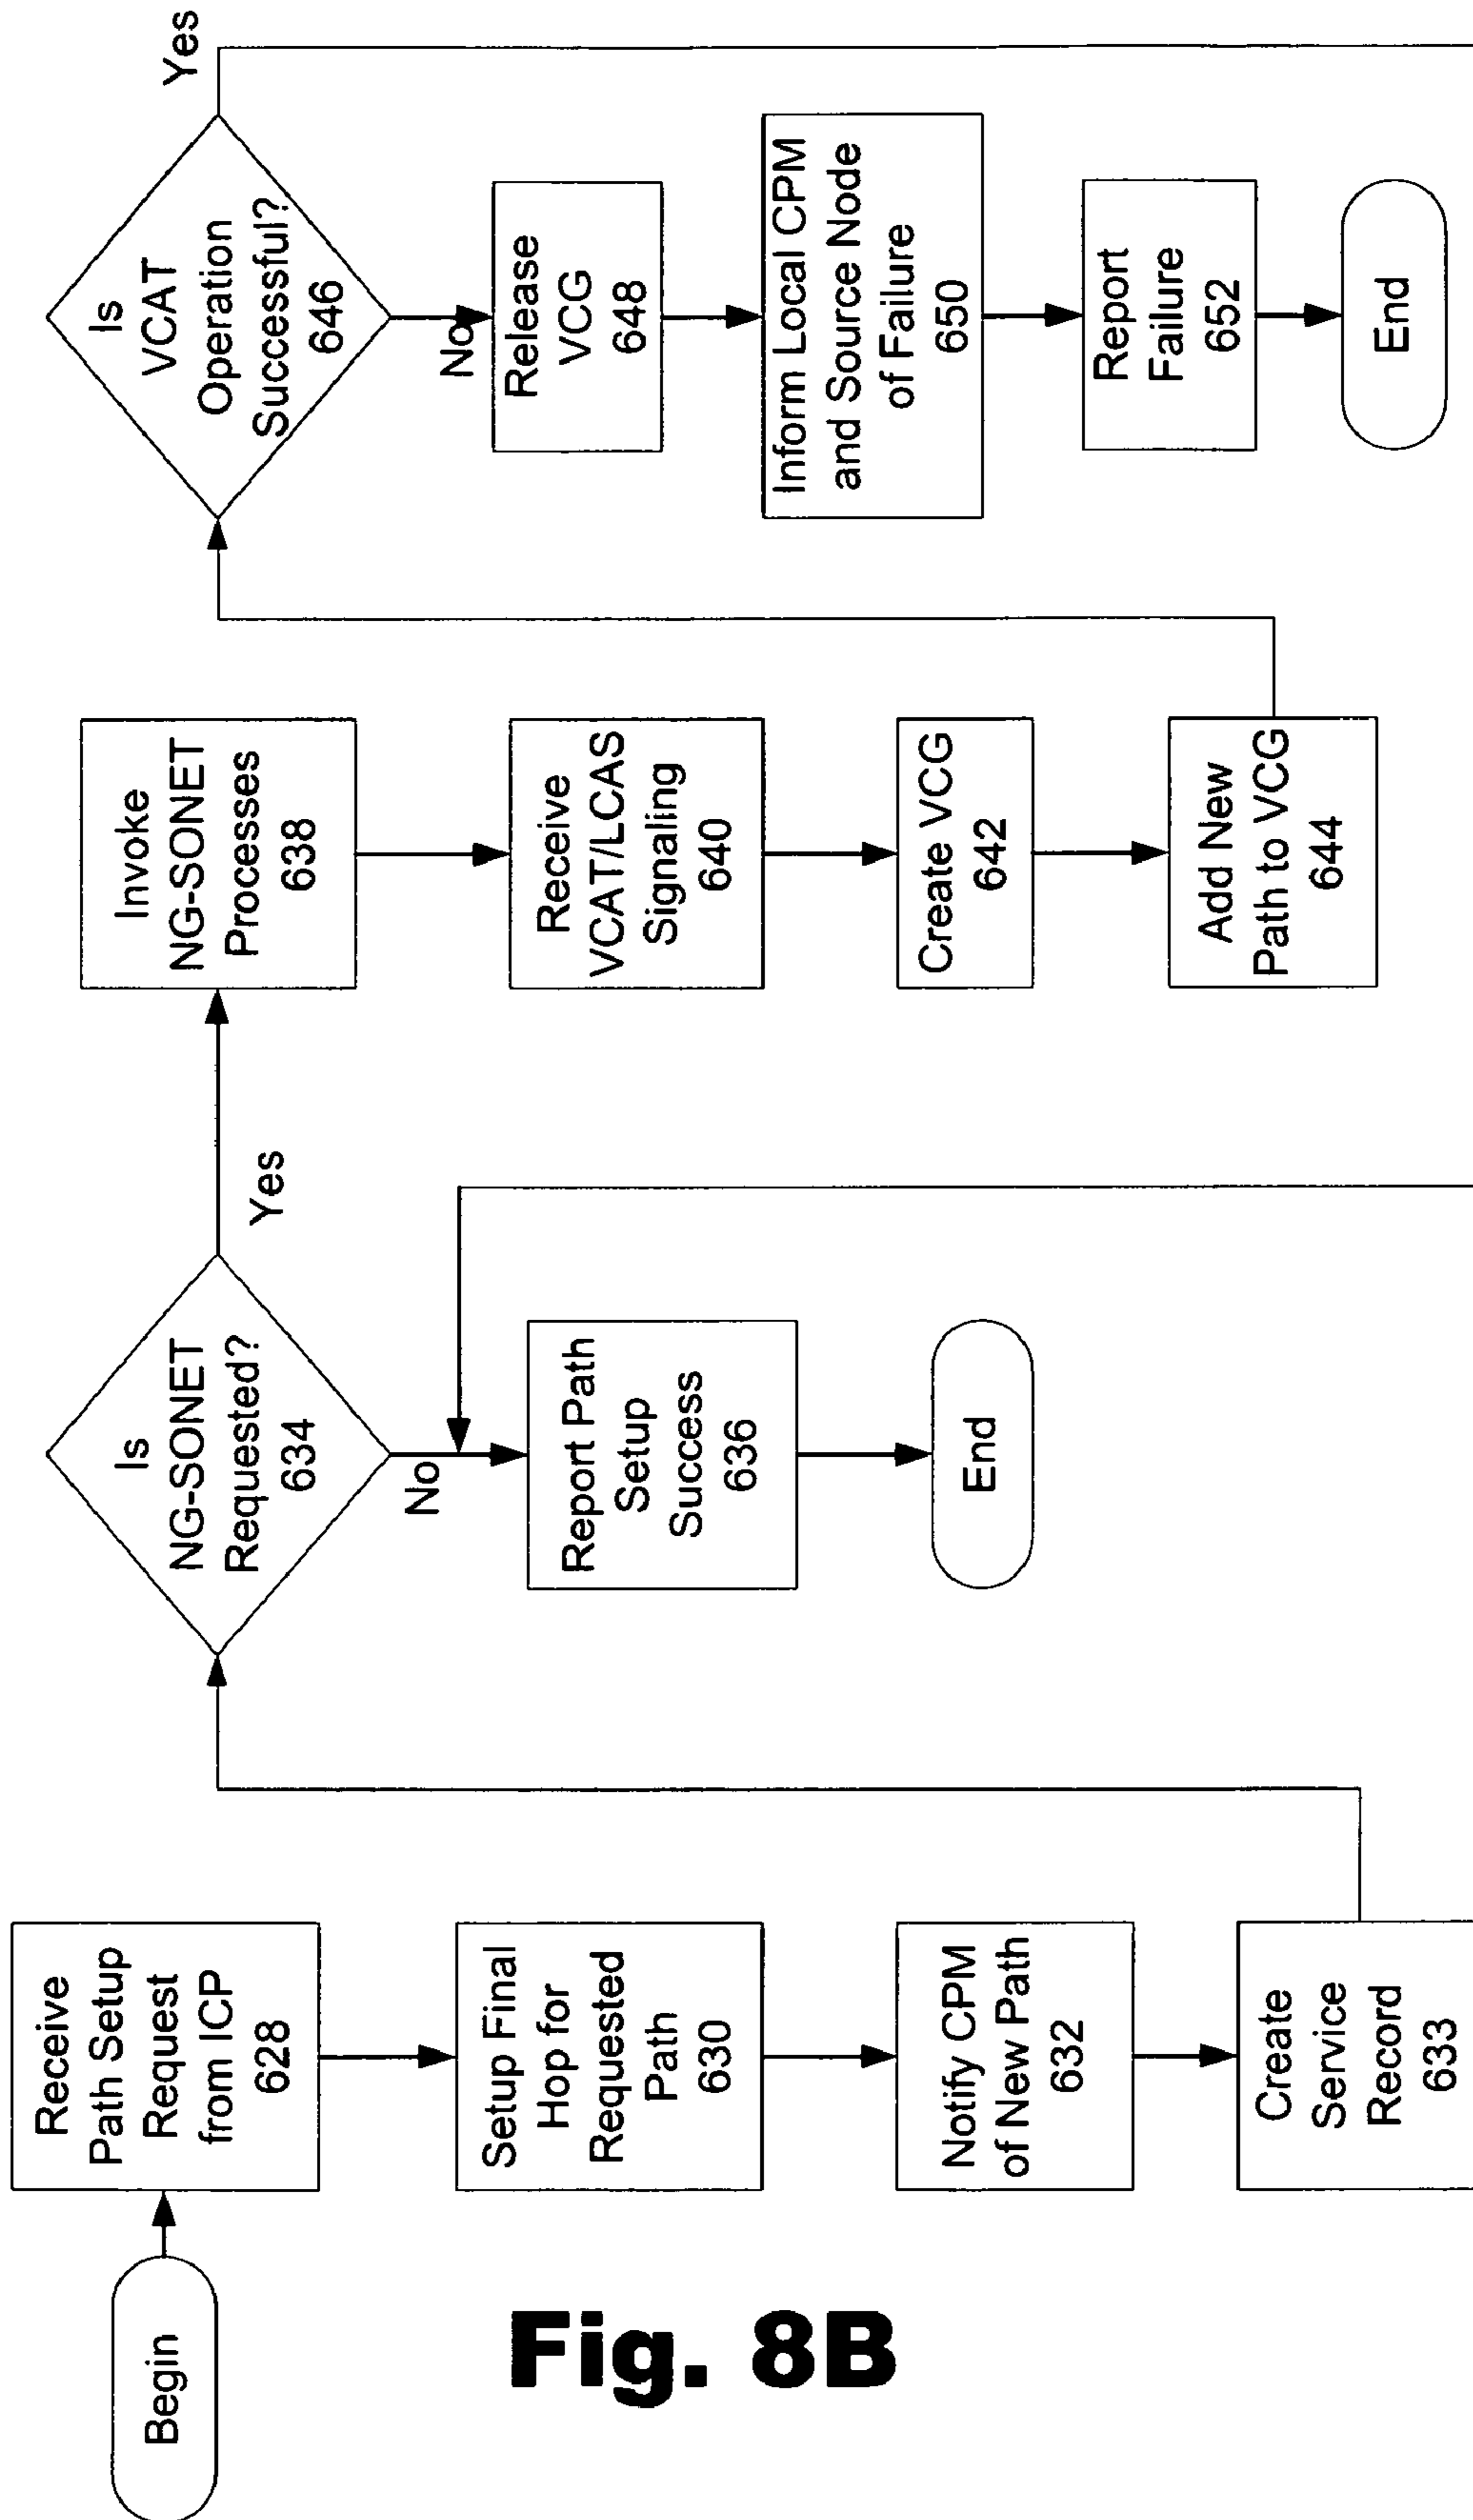 Begin
Receive
Path Setup
Request
from ICP
628
Setup Final
Hop for
Requested
Path
630
Notify CPM
of New Path
632
Create
Service
Record
633
Is
NG-SONET
Requested?
634
Yes
No
Report Path
Setup
Success
636
End
Invoke
NG-SONET
Processes
638
Receive
VCAT/LCAS
Signaling
640
Create VCG
642
Add New
Path to VCG
644
Is
VCAT
Operation
Successful?
646
Yes
No
Release
VCG
648
Inform Local CPM
and Source Node
of Failure
650
Report
Failure
652
End
Fig. 8B